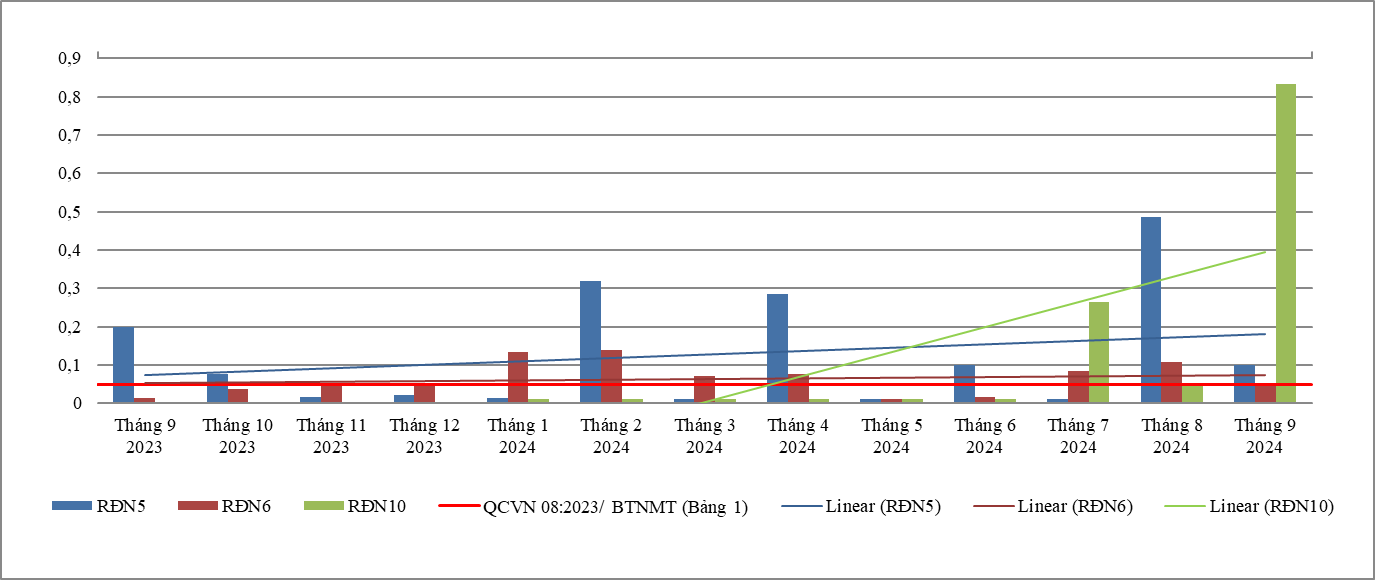 0,9
0,8
0,7
0,6
0,5
0,4
0,3
0,2
0,1
0
Tháng 9 2023
Tháng 10 2023
Tháng 11 2023
Tháng 12 2023
Tháng 1 2024
Tháng 2 2024
Tháng 3 2024
Tháng 4 2024
Tháng 5 2024
Tháng 6 2024
Tháng 7 2024
Tháng 8 2024
Tháng 9 2024
RĐN5
RĐN6
RĐN10
QCVN 08:2023/ BTNMT (Bảng 1)
Linear (RĐN5)
Linear (RĐN6)
Linear (RĐN10)